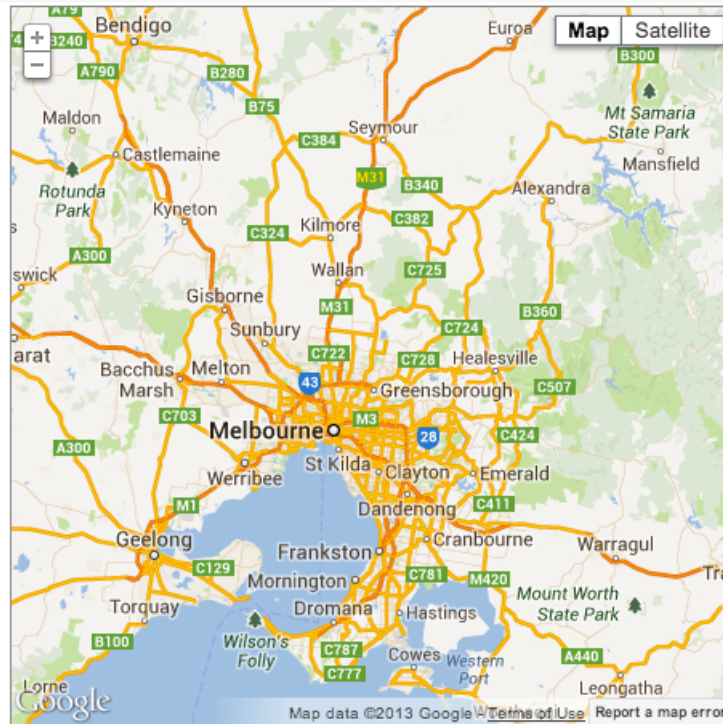 A79
Bendigo
Euroa
Map
Satellite
+
B240
B300
−
A790
B280
B75
Mt Samaria
State Park
Maldon
Seymour
C384
Castlemaine
Mansfield
M31
B340
Alexandra
Rotunda
Park
Kyneton
C382
Kilmore
C324
A300
Wallan
C725
swick
Gisborne
M31
B360
Sunbury
C724
arat
C722
C728
Healesville
Bacchus
Marsh
Melton
43
Greensborough
C507
C703
M3
Melbourne
28
C424
A300
St Kilda
Clayton
Emerald
Werribee
C411
M1
Dandenong
Geelong
Cranbourne
Warragul
Frankston
C129
C781
M420
Mornington
Mount Worth
State Park
Torquay
Dromana
Hastings
B100
Wilson's
Folly
C787
A440
C777
Cowes
Western
Port
Leongatha
Lorne
Google
Map data ©2013 Google
Terms of Use
Report a map error